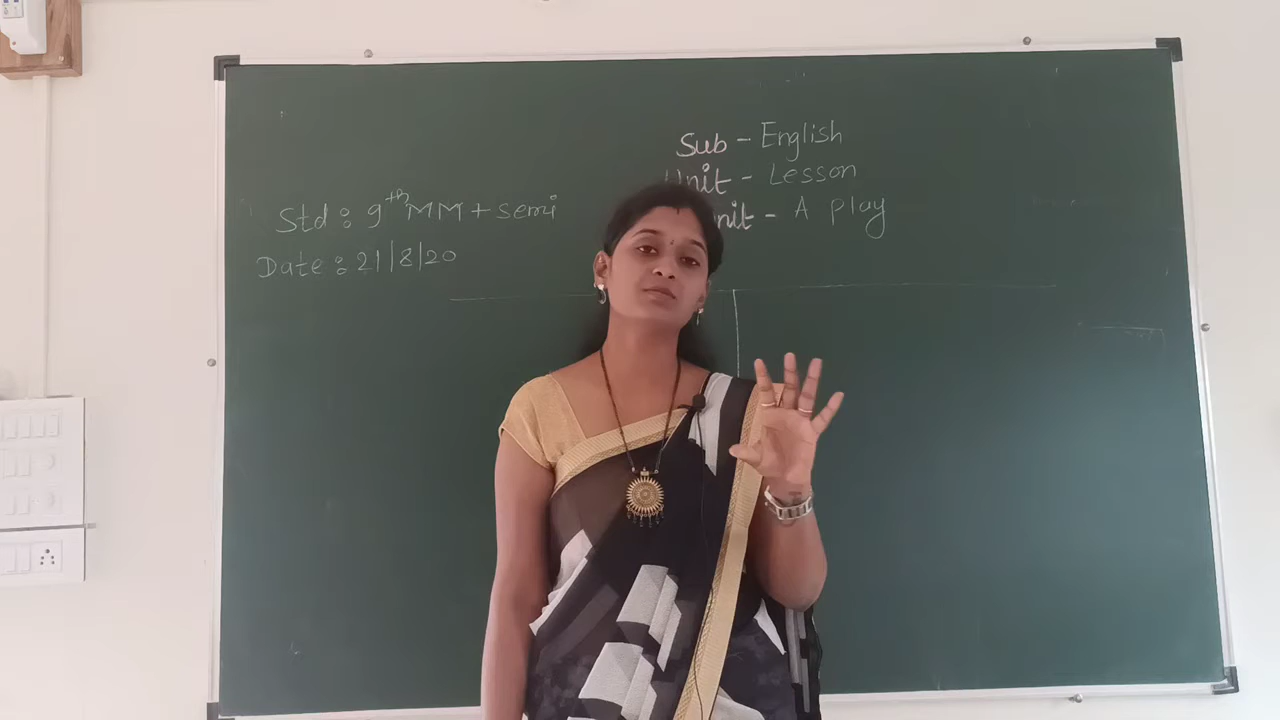 Sub - English
Unit - Lesson
nit - A play
Std : 9th MM + semi
Date : 21/8/20